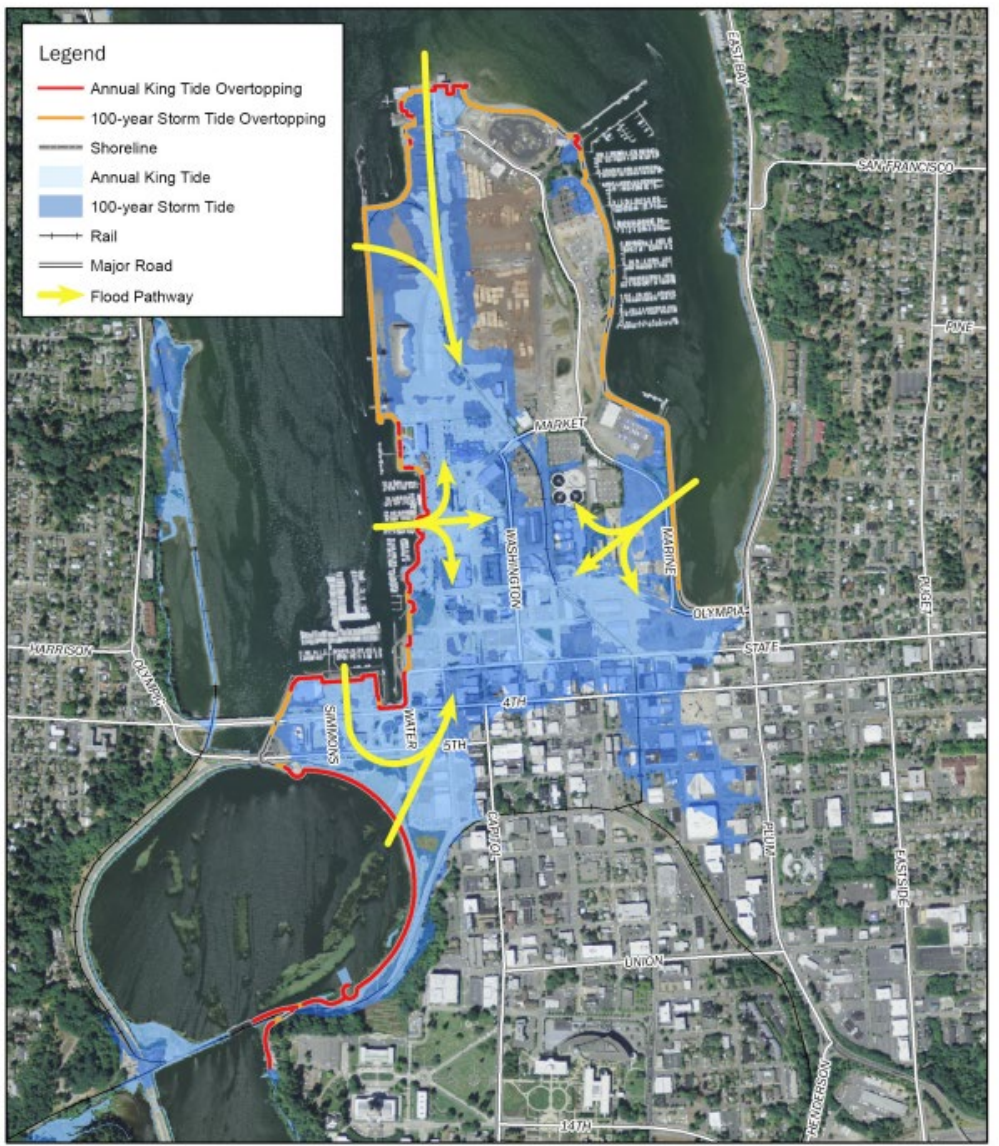 Legend
Annual King Tide Overtopping
100-year Storm Tide Overtopping
Shoreline
Annual King Tide
100-year Storm Tide
Rail
Major Road
Flood Pathway
EAST BAY
SAN FRANCISCO
PINE
MARKET
WASHINGTON
MARINE
PUGET
OLYMPIA
STATE
HARRISON
OLYMPIC
4TH
SIMMONS
WATER
5TH
CAPITOL
PLUM
EASTSIDE
UNION
HENDERSON
14TH